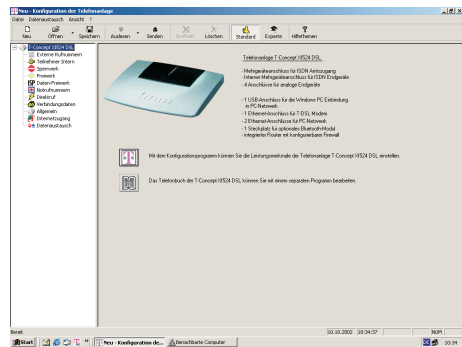 Neu - Konfiguration der Telefonanlage
Datei Datenaustausch Ansicht ?
Neu Öffnen Speichern Auslesen Senden Auslösen Löschen Standard Experte Hilfethemen
T-Concept XI524 DSL
Externe Rufnummern
Teilnehmer Intern
Sperrwerk
Freiwerk
Daten-Freiwerk
Notrufnummern
Direktruf
Verbindungsdaten
Allgemein
Internetzugang
Datenaustausch
Telefonanlage T-Concept XI524 DSL
- Mehrgeräteanschluss für ISDN Amtszugang
- Interner Mehrgeräteanschluss für ISDN Endgeräte
- 4 Anschlüsse für analoge Endgeräte
- 1 USB-Anschluss für die Windows-PC Einbindung
in PC-Netzwerk
- 1 Ethernet-Anschluss für T-DSL Modem
- 2 Ethernet-Anschlüsse für PC-Netzwerk
- 1 Steckplatz für optionales Bluetooth-Modul
- integrierter Router mit konfigurierbarer Firewall
Mit dem Konfigurationsprogramm können Sie die Leistungsmerkmale der Telefonanlage T-Concept XI524 DSL einstellen.
Das Telefonbuch der T-Concept XI524 DSL können Sie mit einem separaten Programm bearbeiten.
Bereit 10.10.2002 10:34:37 NUM
Start Neu - Konfiguration de... Benachbarte Computer 10:34